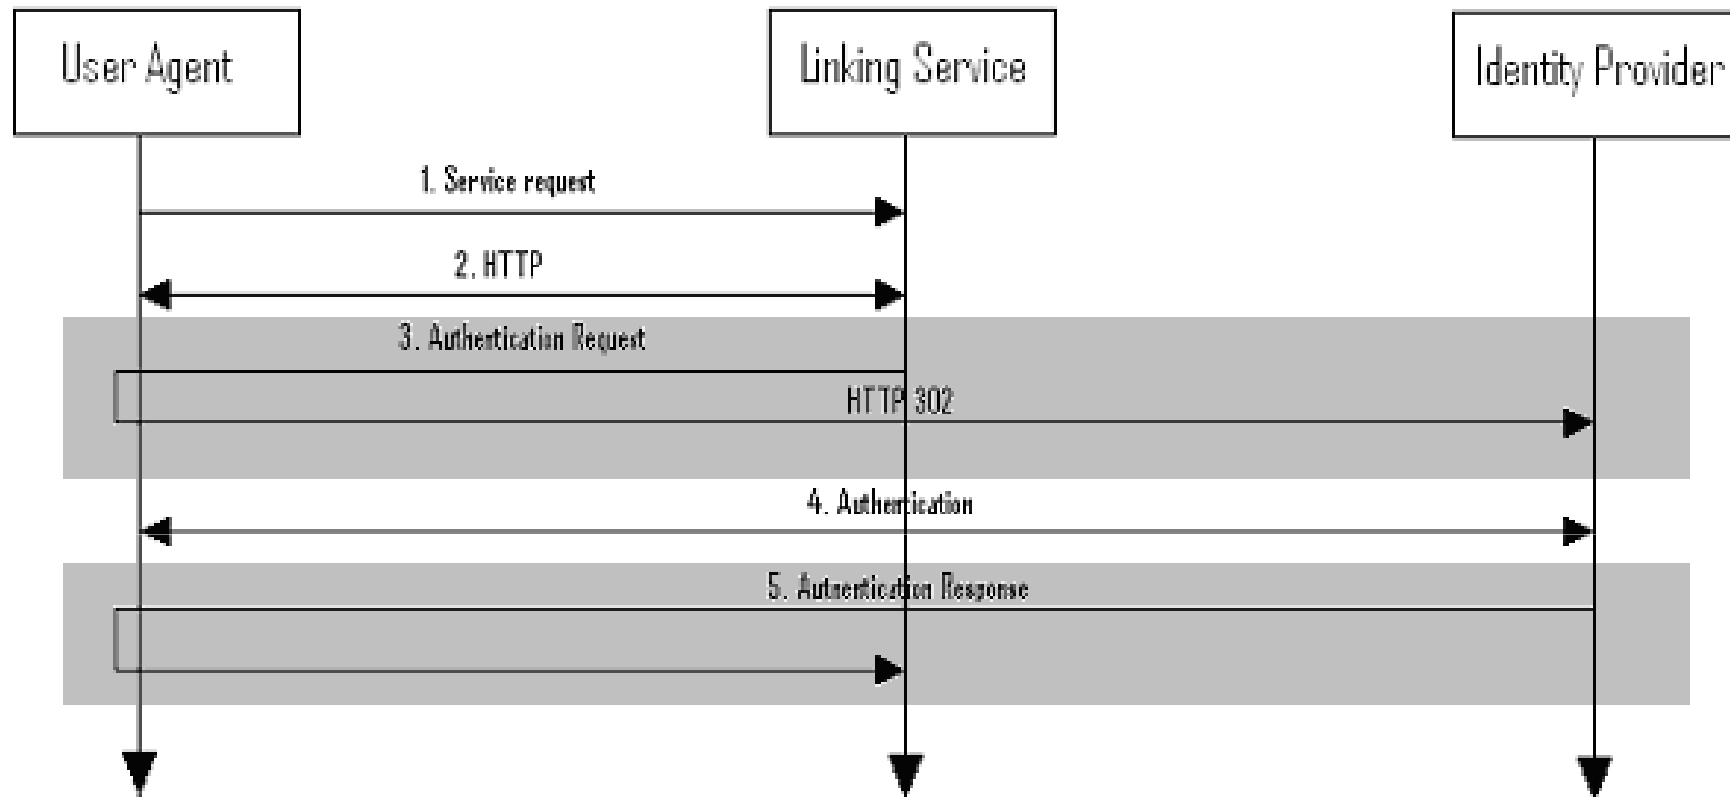 User Agent
Linking Service
Identity Provider
1. Service request
2. HTTP
3. Authentication Request
HTTP 302
4. Authentication
5. Autnentication Response